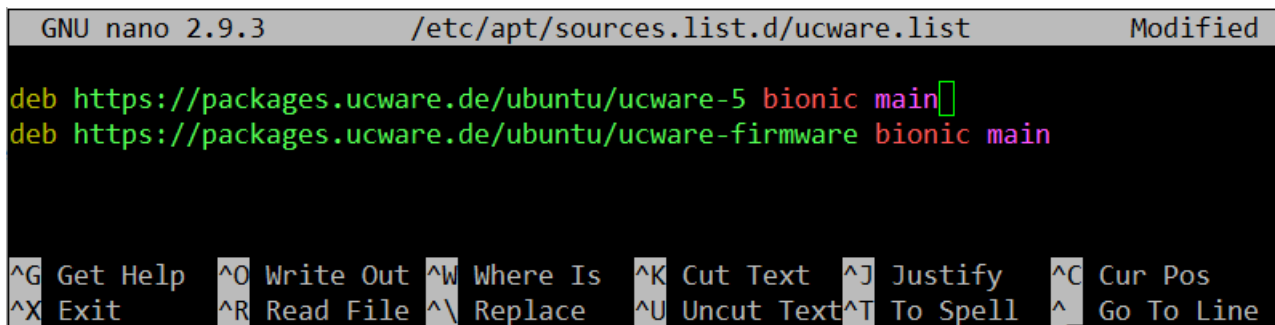 GNU nano 2.9.3 /etc/apt/sources.list.d/ucware.list Modified
deb https://packages.ucware.de/ubuntu/ucware-5 bionic main
deb https://packages.ucware.de/ubuntu/ucware-firmware bionic main
^G Get Help ^O Write Out ^W Where Is ^K Cut Text ^J Justify ^C Cur Pos
^X Exit ^R Read File ^\ Replace ^U Uncut Text ^T To Spell ^_ Go To Line